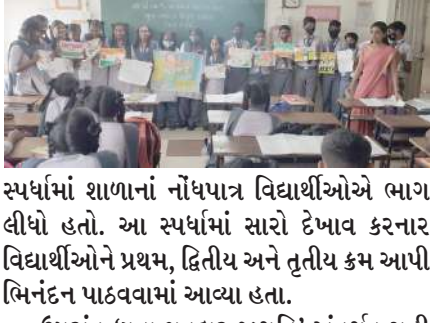 સ્પર્ધામાં શાળાનાં નોંધપાત્ર વિદ્યાર્થીઓએ ભાગ
લીધો હતો. આ સ્પર્ધામાં સારો દેખાવ કરનાર
વિદ્યાર્થીઓને પ્રથમ, દ્વિતીય અને તૃતીય ક્રમ આપી
ભિનંદન પાઠવવામાં આવ્યા હતા.